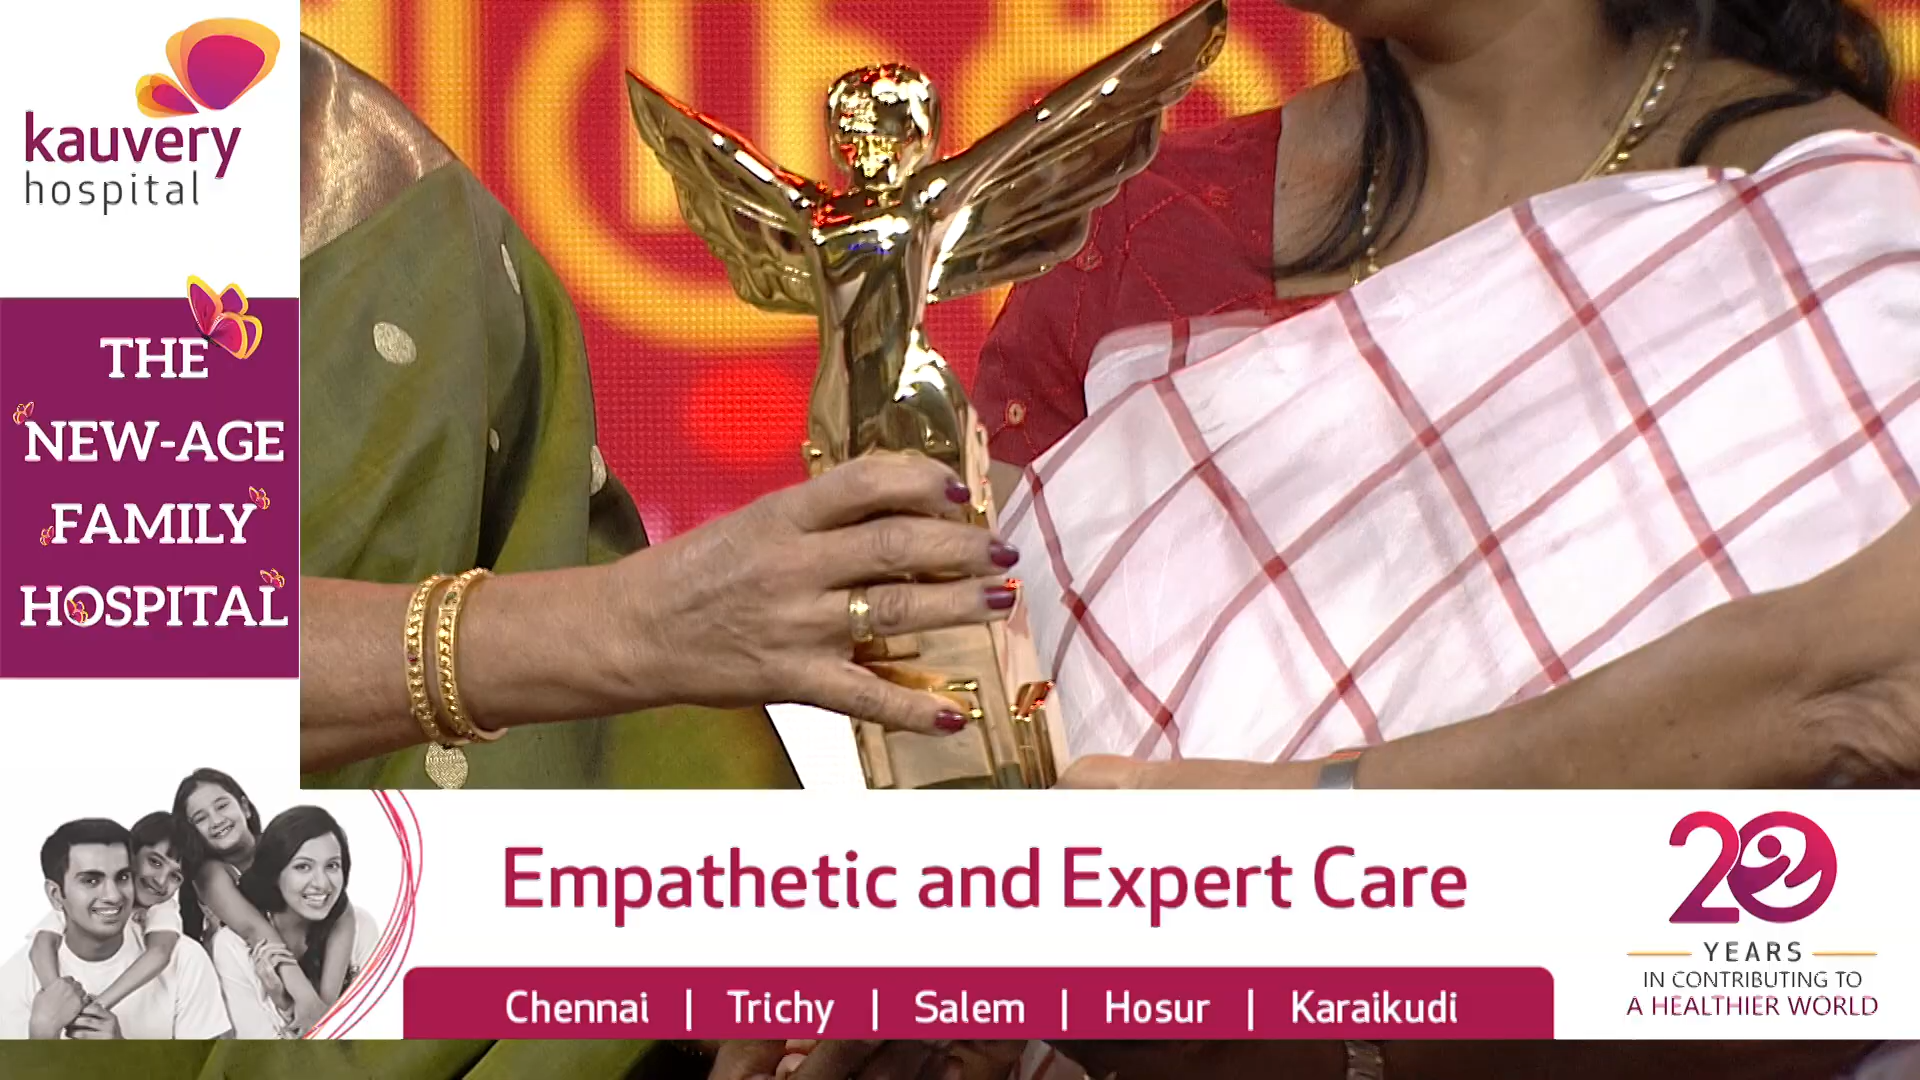 kauvery
hospital
THE
NEW-AGE
FAMILY
HOSPITAL
Empathetic and Expert Care
Chennai | Trichy | Salem | Hosur | Karaikudi
20
YEARS
IN CONTRIBUTING TO
A HEALTHIER WORLD